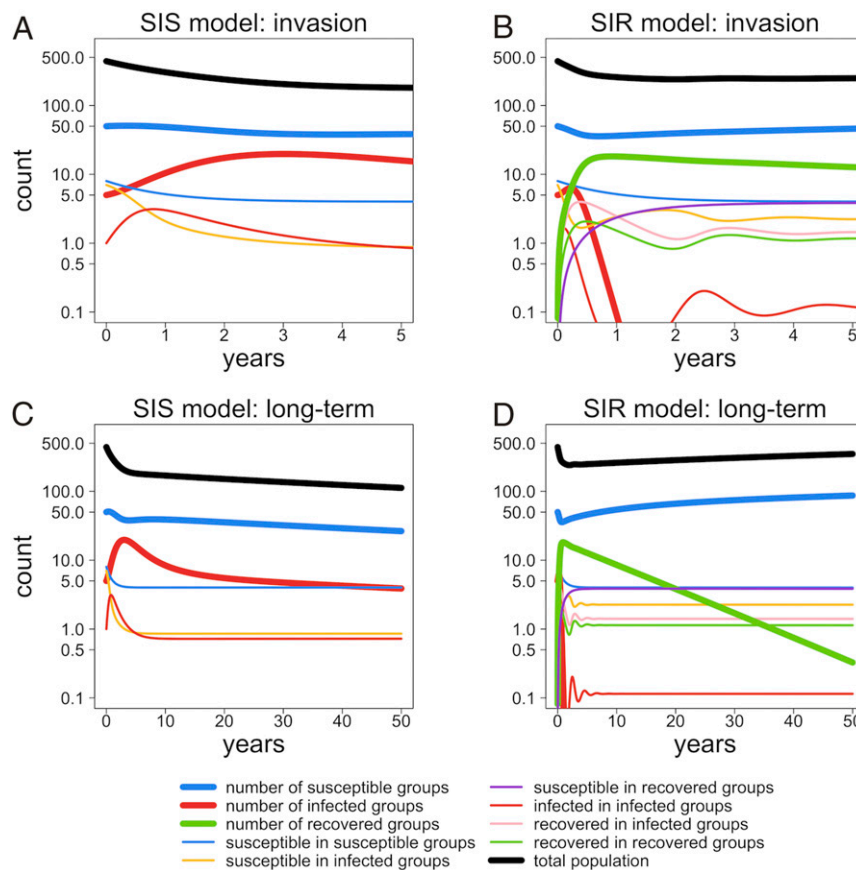 A SIS model: invasion
B SIR model: invasion
500.0
100.0
50.0
10.0
5.0
1.0
0.5
0.1
count
0 1 2 3 4 5
years
500.0
100.0
50.0
10.0
5.0
1.0
0.5
0.1
0 1 2 3 4 5
years
C SIS model: long-term
D SIR model: long-term
500.0
100.0
50.0
10.0
5.0
1.0
0.5
0.1
count
0 10 20 30 40 50
years
500.0
100.0
50.0
10.0
5.0
1.0
0.5
0.1
0 10 20 30 40 50
years
number of susceptible groups
number of infected groups
number of recovered groups
susceptible in susceptible groups
susceptible in infected groups
susceptible in recovered groups
infected in infected groups
recovered in infected groups
recovered in recovered groups
total population